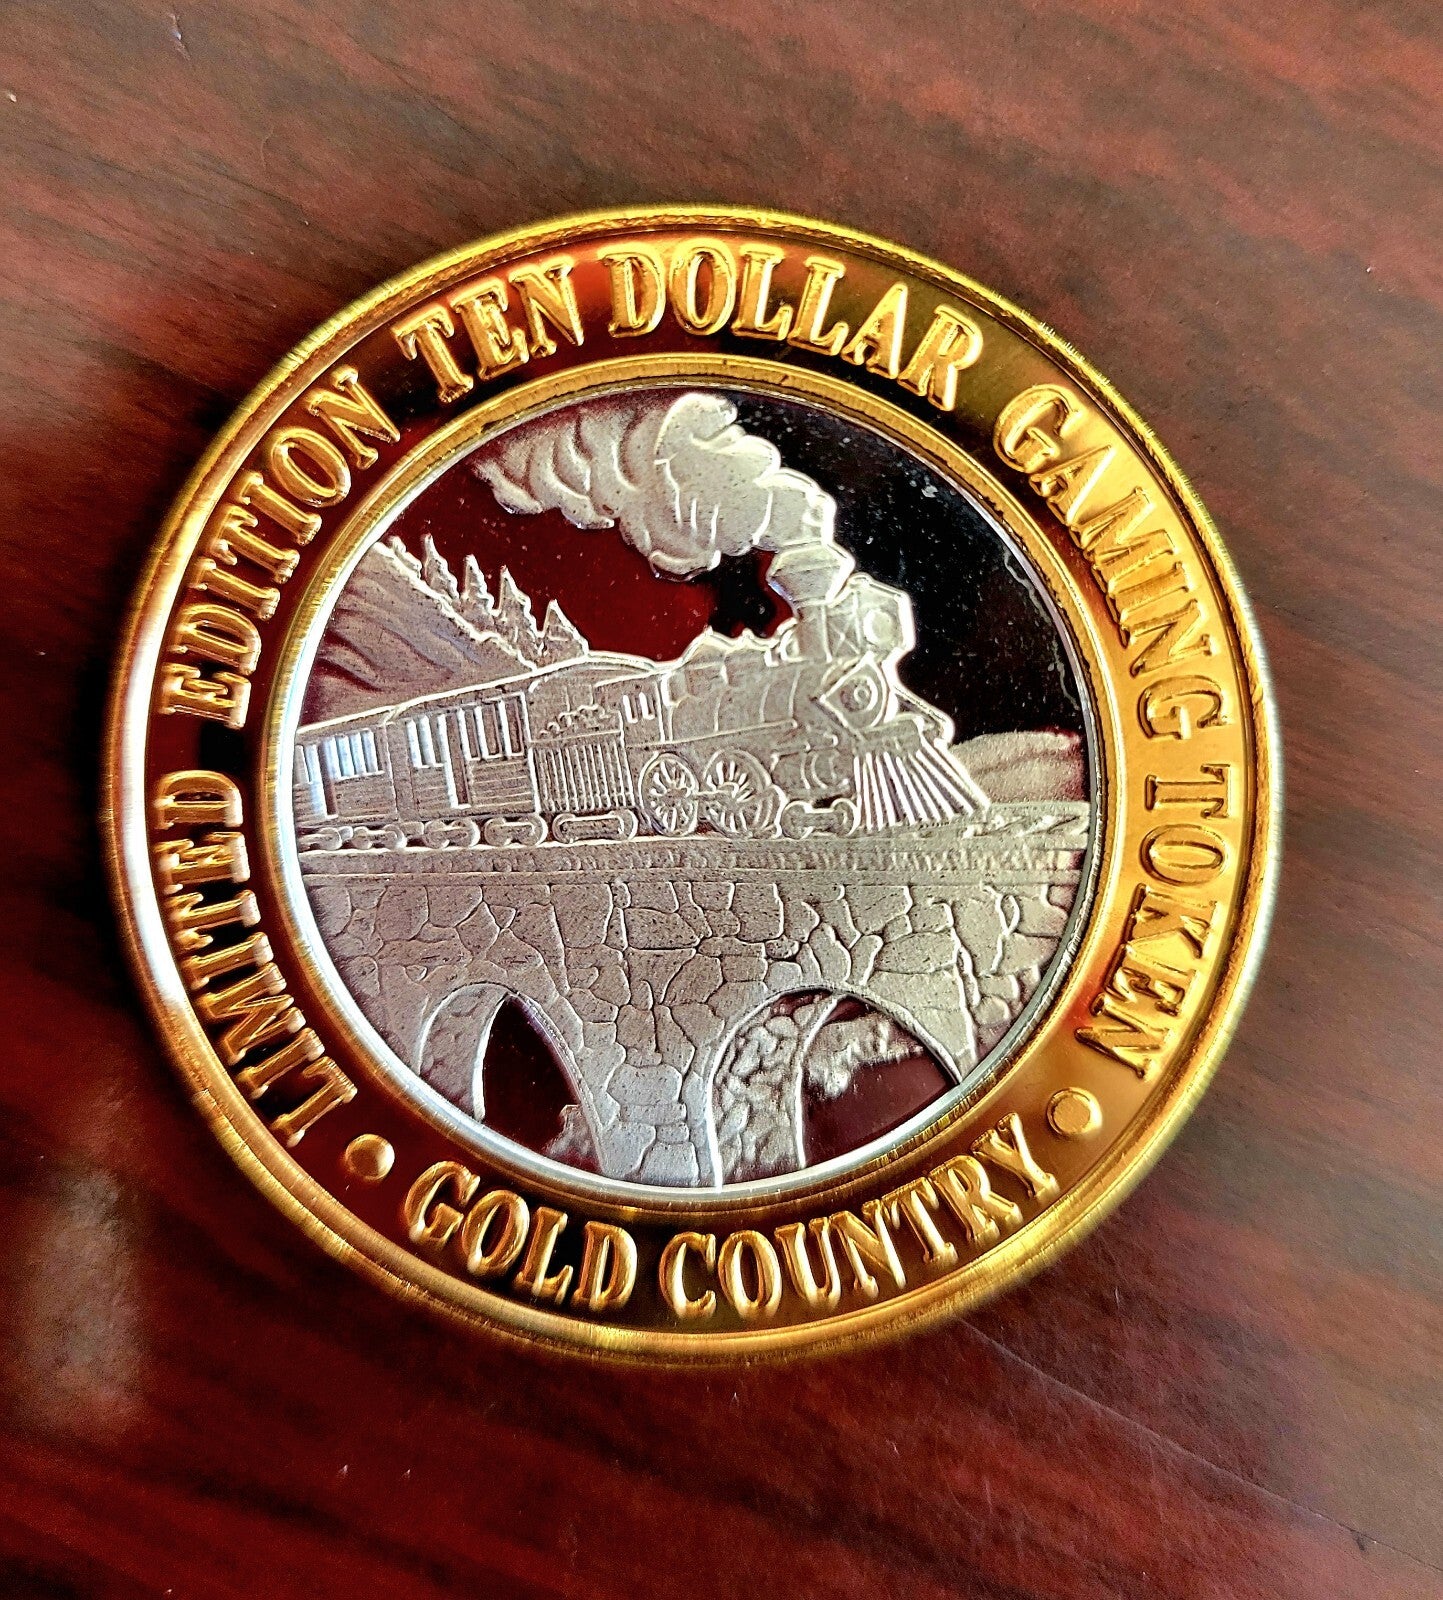 LIMITED EDITION TEN DOLLAR GAMING TOKEN
• GOLD COUNTRY •